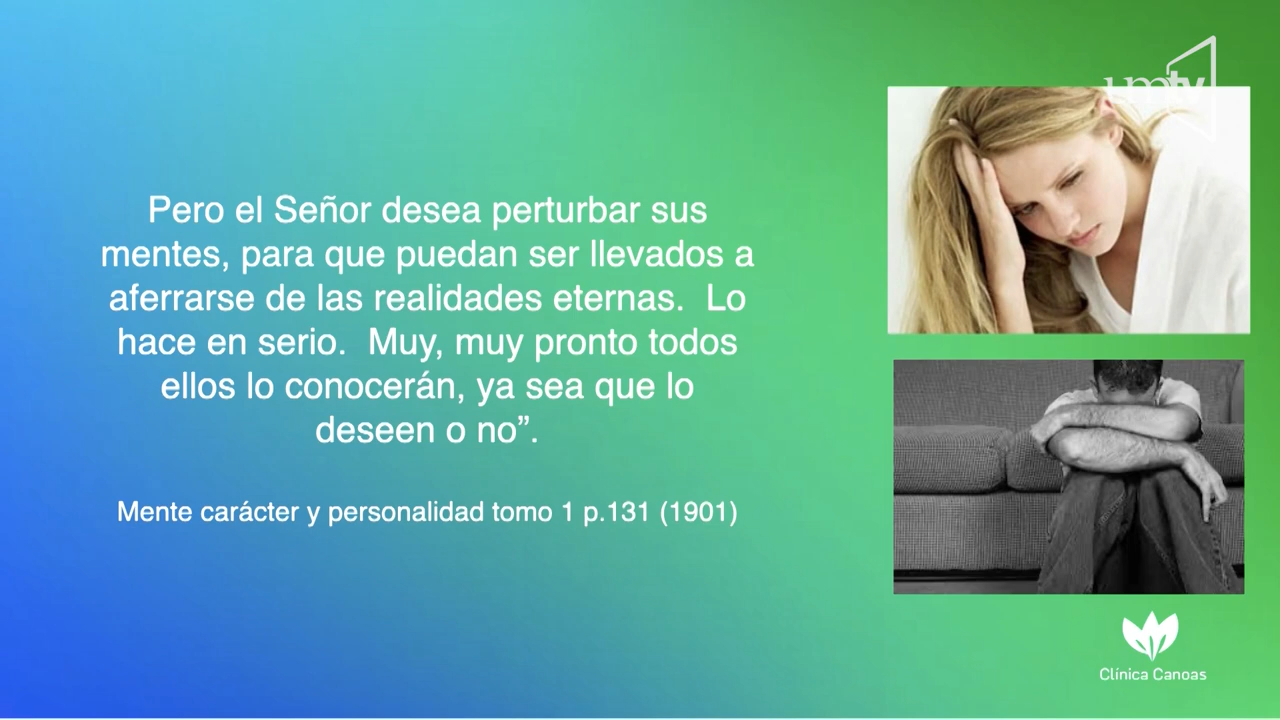 umtv
Pero el Señor desea perturbar sus
mentes, para que puedan ser llevados a
aferrarse de las realidades eternas.  Lo
hace en serio.  Muy, muy pronto todos
ellos lo conocerán, ya sea que lo
deseen o no”.
Mente carácter y personalidad tomo 1 p.131 (1901)
Clínica Canoas